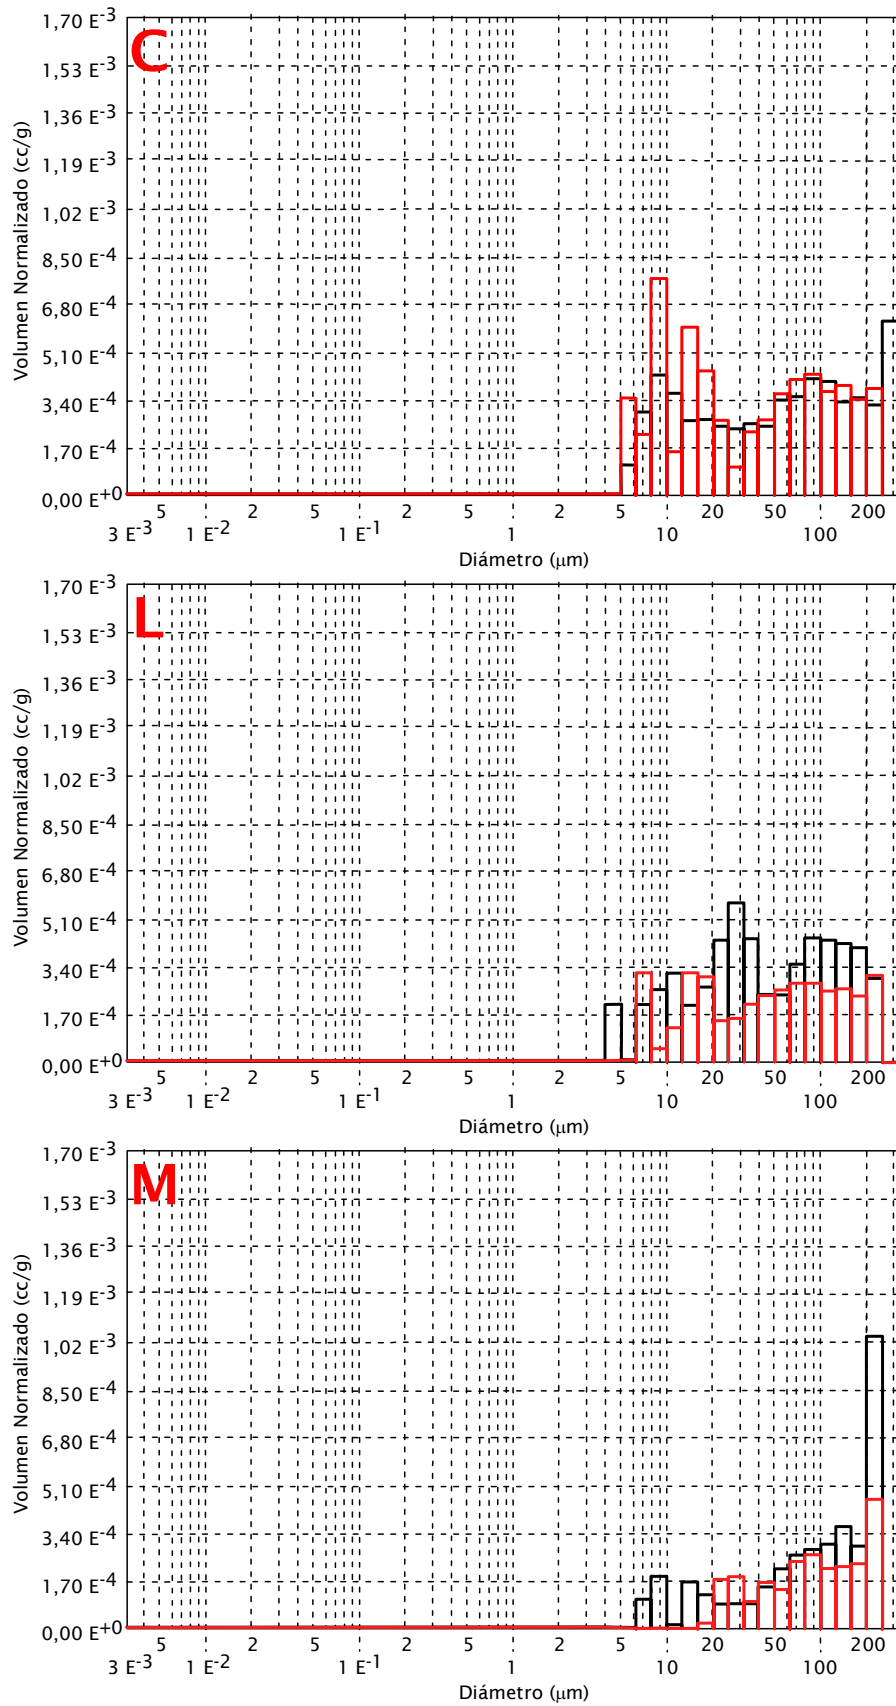 C
Volumen Normalizado (cc/g)
1,70 E-3
1,53 E-3
1,36 E-3
1,19 E-3
1,02 E-3
8,50 E-4
6,80 E-4
5,10 E-4
3,40 E-4
1,70 E-4
0,00 E+0
5 2 5 2 5 2 5 20 50 200
3 E-3 1 E-2 1 E-1 1 10 100
Diámetro (μm)
L
Volumen Normalizado (cc/g)
1,70 E-3
1,53 E-3
1,36 E-3
1,19 E-3
1,02 E-3
8,50 E-4
6,80 E-4
5,10 E-4
3,40 E-4
1,70 E-4
0,00 E+0
5 2 5 2 5 2 5 20 50 200
3 E-3 1 E-2 1 E-1 1 10 100
Diámetro (μm)
M
Volumen Normalizado (cc/g)
1,70 E-3
1,53 E-3
1,36 E-3
1,19 E-3
1,02 E-3
8,50 E-4
6,80 E-4
5,10 E-4
3,40 E-4
1,70 E-4
0,00 E+0
5 2 5 2 5 2 5 20 50 200
3 E-3 1 E-2 1 E-1 1 10 100
Diámetro (μm)